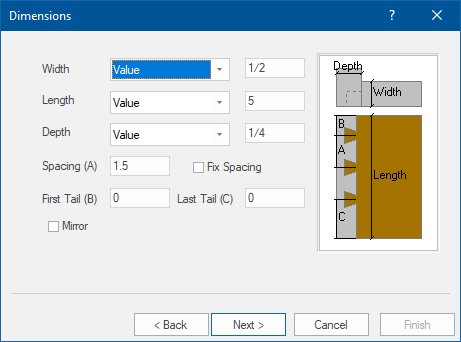 Dimensions ?
Width Value 1/2
Length Value 5
Depth Value 1/4
Spacing (A) 1.5 Fix Spacing
First Tail (B) 0 Last Tail (C) 0
Mirror
Depth
Width
B
A
Length
C
< Back Next > Cancel Finish